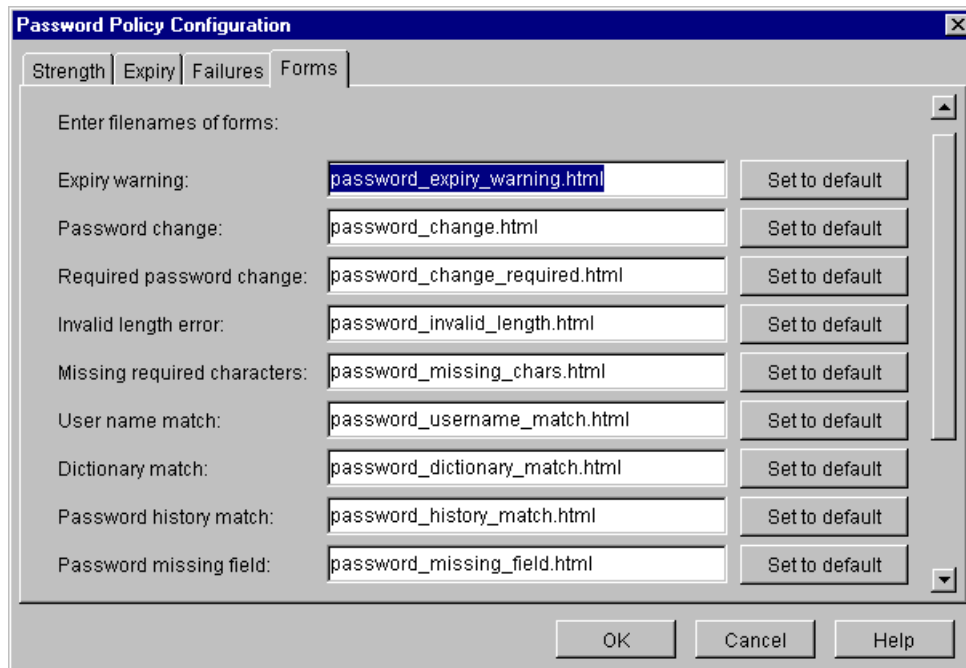 Password Policy Configuration
Strength Expiry Failures Forms
Enter filenames of forms:
Expiry warning: password_expiry_warning.html Set to default
Password change: password_change.html Set to default
Required password change: password_change_required.html Set to default
Invalid length error: password_invalid_length.html Set to default
Missing required characters: password_missing_chars.html Set to default
User name match: password_username_match.html Set to default
Dictionary match: password_dictionary_match.html Set to default
Password history match: password_history_match.html Set to default
Password missing field: password_missing_field.html Set to default
OK Cancel Help